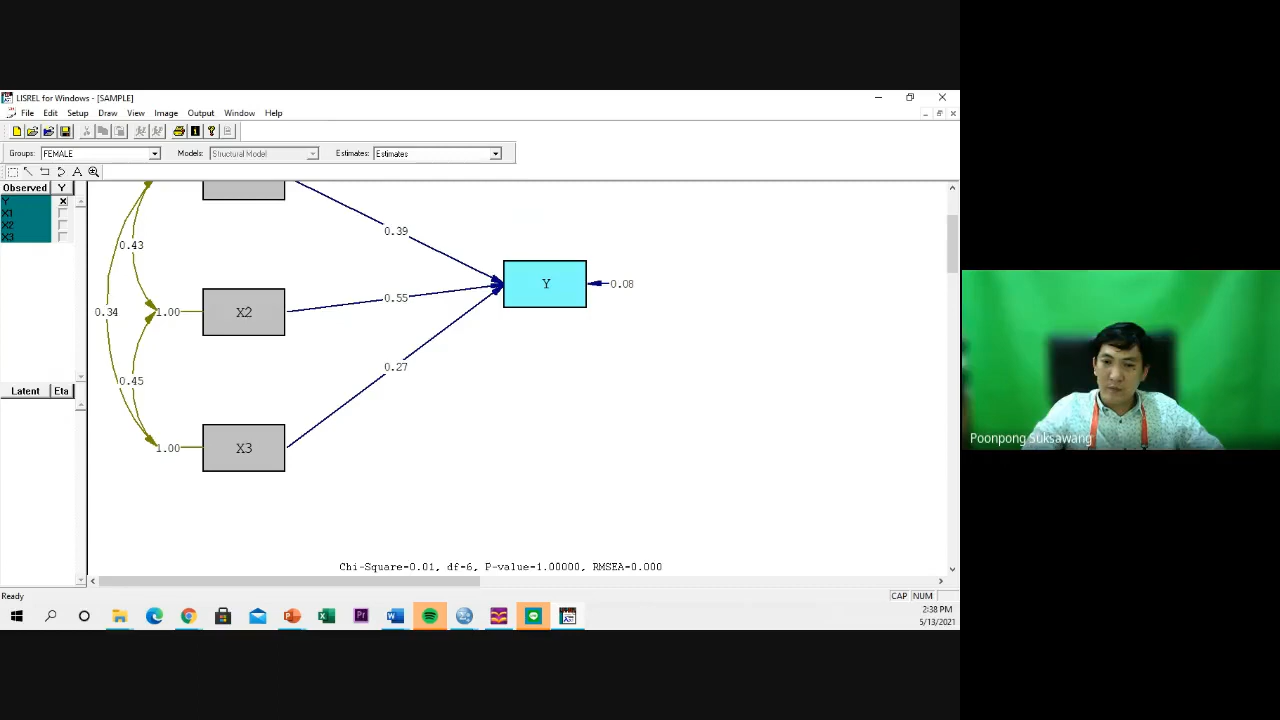 LISREL for Windows - [SAMPLE]
File Edit Setup Draw View Image Output Window Help
Groups: FEMALE Models: Structural Model Estimates: Estimates
Observed Y
Y
X1
X2
X3
Latent Eta
0.39
0.43
Y
0.08
0.55
0.34
1.00
X2
0.27
0.45
1.00
X3
Chi-Square=0.01, df=6, P-value=1.00000, RMSEA=0.000
Ready
CAP NUM
2:38 PM
5/13/2021
Poonpong Suksawang